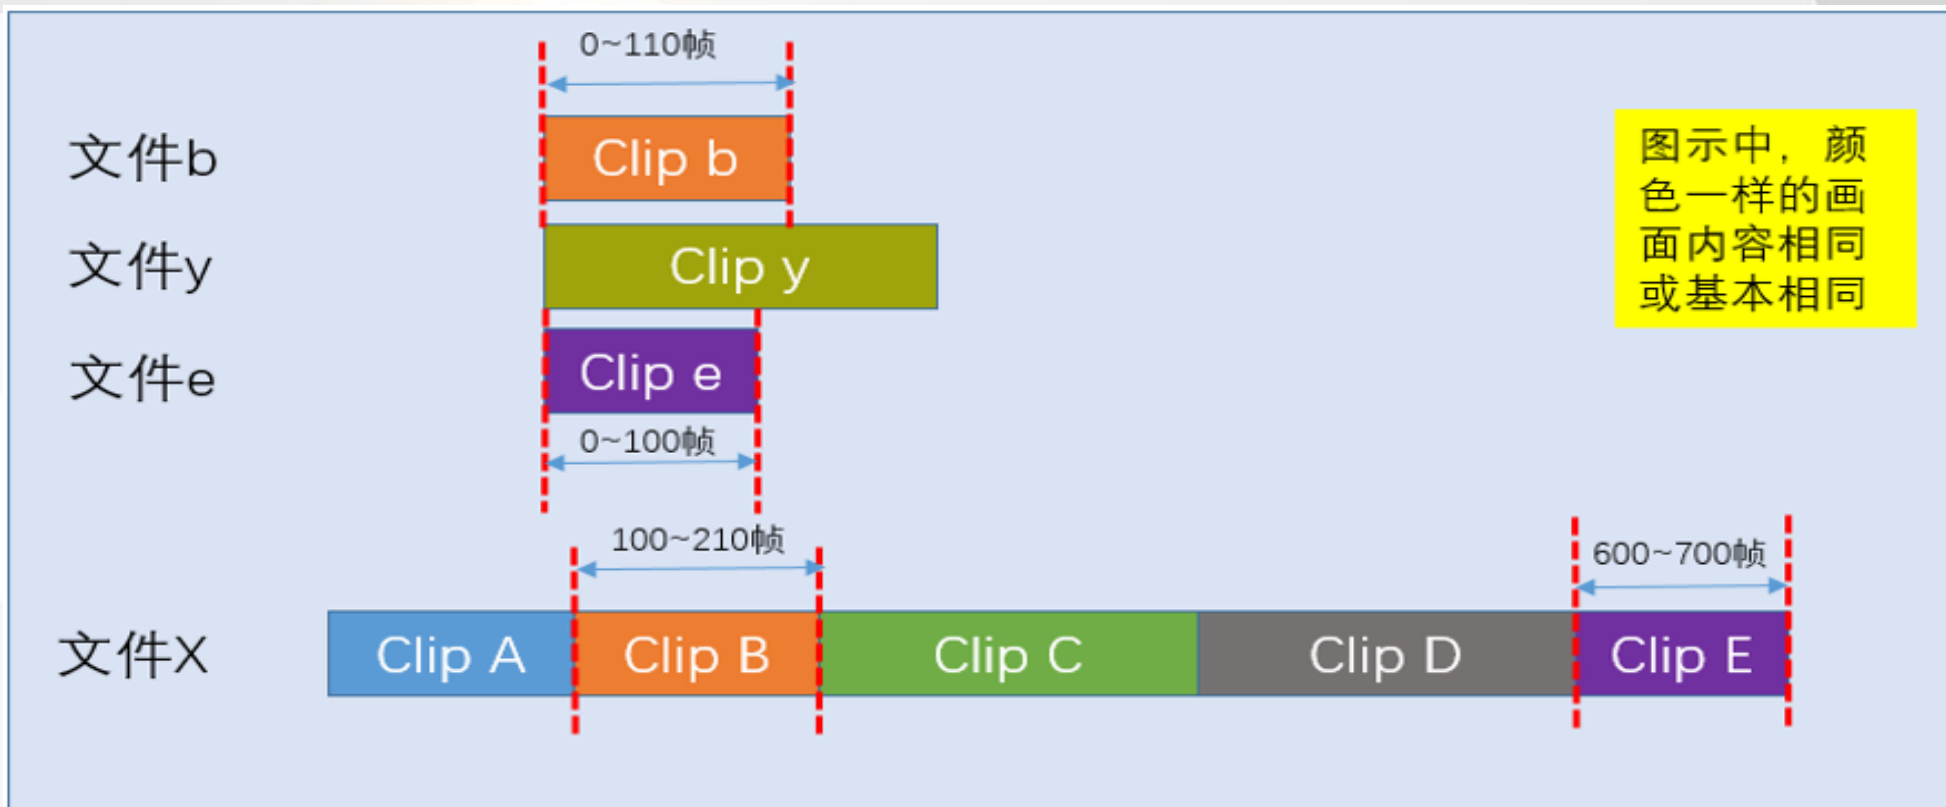 0~110帧
文件b
Clip b
图示中，颜
色一样的画
面内容相同
或基本相同
文件y
Clip y
文件e
Clip e
0~100帧
100~210帧
600~700帧
文件X
Clip A
Clip B
Clip C
Clip D
Clip E